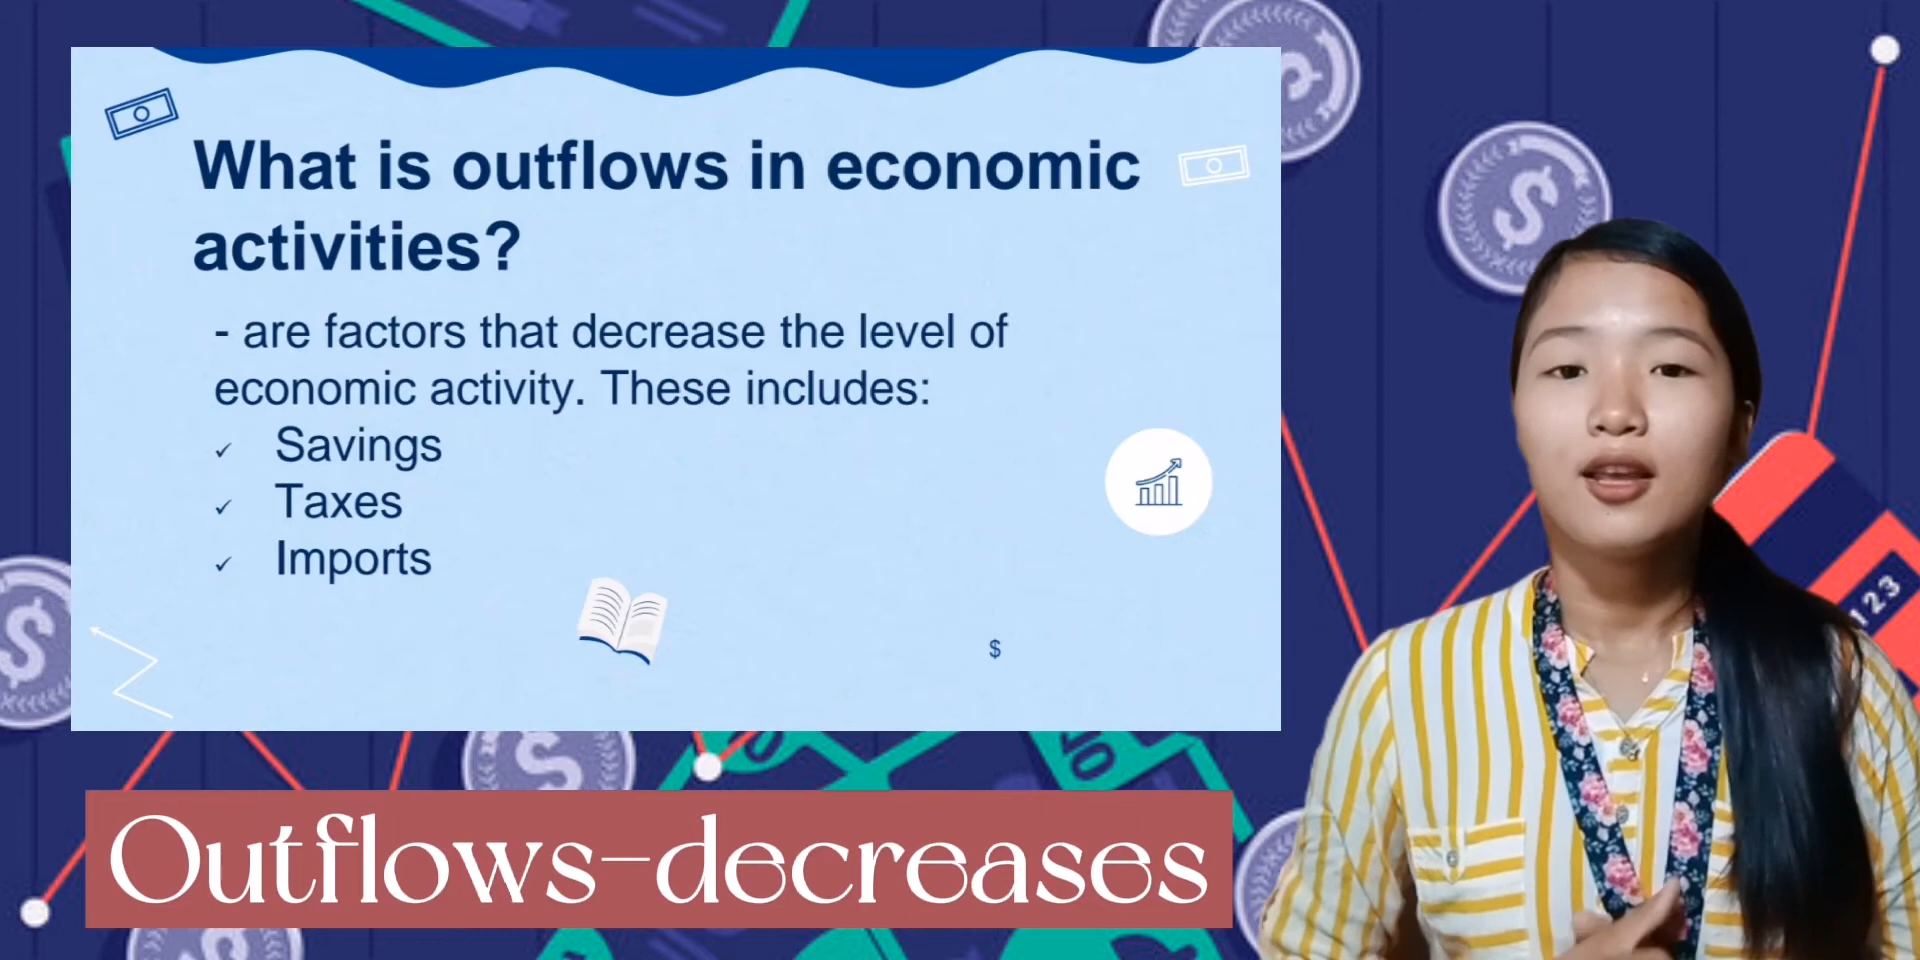 What is outflows in economic
activities?
- are factors that decrease the level of
economic activity. These includes:
✓ Savings
✓ Taxes
✓ Imports
$
Outflows-decreases
$
$
$
123